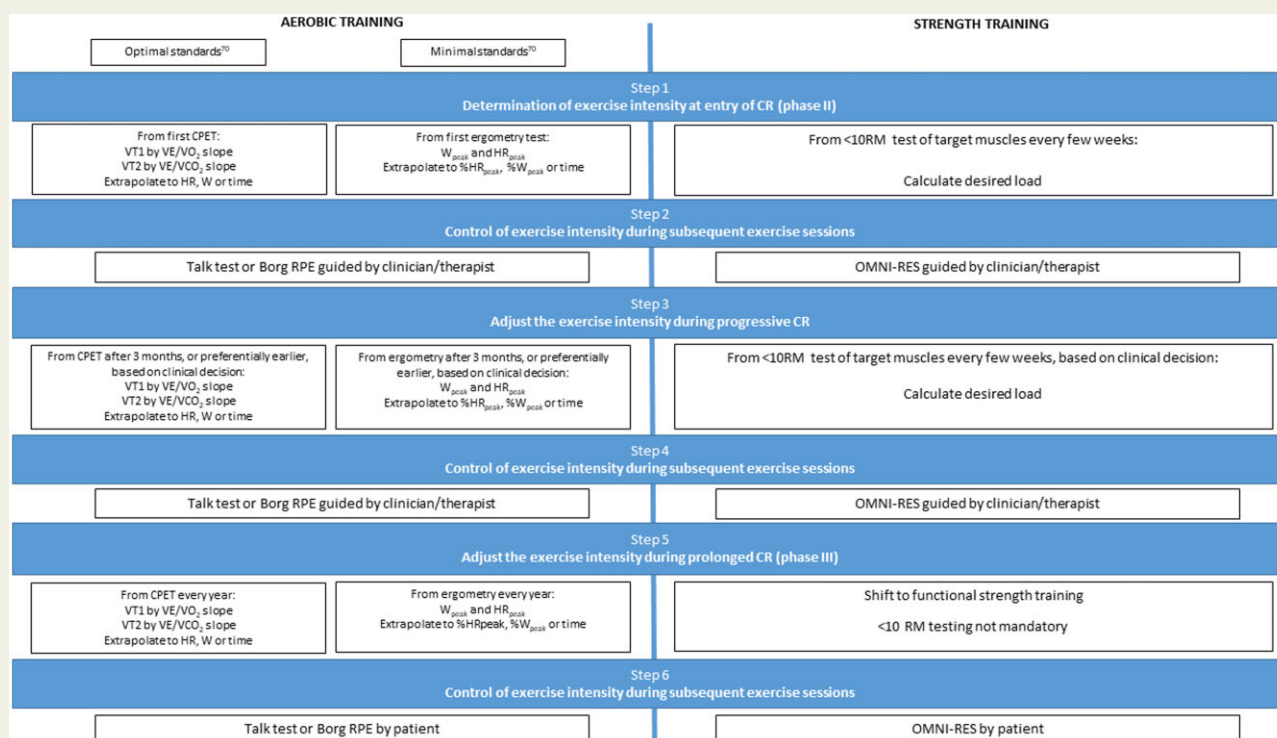 AEROBIC TRAINING
STRENGTH TRAINING
Optimal standards⁷⁰
Minimal standards⁷⁰
Step 1
Determination of exercise intensity at entry of CR (phase II)
From first CPET:
VT1 by VE/VO₂ slope
VT2 by VE/VCO₂ slope
Extrapolate to HR, W or time
From first ergometry test:
W_peak and HR_peak
Extrapolate to %HR_peak, %W_peak or time
From <10RM test of target muscles every few weeks:
Calculate desired load
Step 2
Control of exercise intensity during subsequent exercise sessions
Talk test or Borg RPE guided by clinician/therapist
OMNI-RES guided by clinician/therapist
Step 3
Adjust the exercise intensity during progressive CR
From CPET after 3 months, or preferentially earlier,
based on clinical decision:
VT1 by VE/VO₂ slope
VT2 by VE/VCO₂ slope
Extrapolate to HR, W or time
From ergometry after 3 months, or preferentially
earlier, based on clinical decision:
W_peak and HR_peak
Extrapolate to %HR_peak, %W_peak or time
From <10RM test of target muscles every few weeks, based on clinical decision:
Calculate desired load
Step 4
Control of exercise intensity during subsequent exercise sessions
Talk test or Borg RPE guided by clinician/therapist
OMNI-RES guided by clinician/therapist
Step 5
Adjust the exercise intensity during prolonged CR (phase III)
From CPET every year:
VT1 by VE/VO₂ slope
VT2 by VE/VCO₂ slope
Extrapolate to HR, W or time
From ergometry every year:
W_peak and HR_peak
Extrapolate to %HRpeak, %W_peak or time
Shift to functional strength training
<10 RM testing not mandatory
Step 6
Control of exercise intensity during subsequent exercise sessions
Talk test or Borg RPE by patient
OMNI-RES by patient